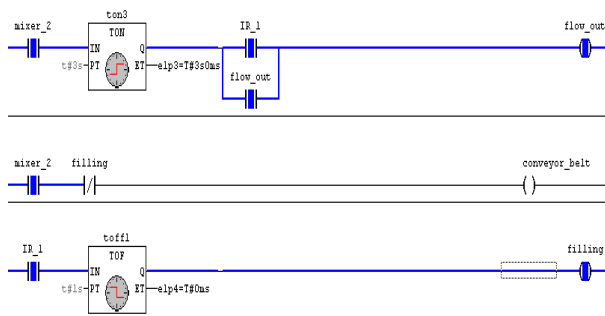 ton3
mixer_2 TON IR_1 flow_out
IN Q
t#3s PT ET elp3=T#3s0ms
flow_out
mixer_2 filling conveyor_belt
toff1
IR_1 TOF filling
IN Q
t#1s PT ET elp4=T#0ms